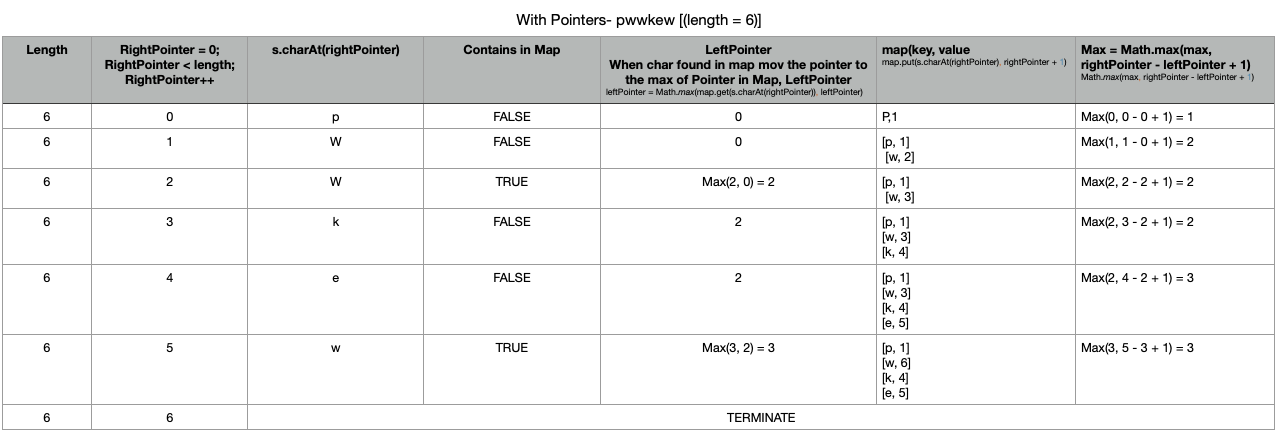 With Pointers- pwwkew [(length = 6)]
Length
RightPointer = 0;
RightPointer < length;
RightPointer++
s.charAt(rightPointer)
Contains in Map
LeftPointer
When char found in map mov the pointer to
the max of Pointer in Map, LeftPointer
leftPointer = Math.max(map.get(s.charAt(rightPointer)), leftPointer)
map(key, value
map.put(s.charAt(rightPointer), rightPointer + 1)
Max = Math.max(max,
rightPointer - leftPointer + 1)
Math.max(max, rightPointer - leftPointer + 1)
6 0 p FALSE 0 P,1 Max(0, 0 - 0 + 1) = 1
6 1 W FALSE 0 [p, 1] Max(1, 1 - 0 + 1) = 2
[w, 2]
6 2 W TRUE Max(2, 0) = 2 [p, 1] Max(2, 2 - 2 + 1) = 2
[w, 3]
6 3 k FALSE 2 [p, 1] Max(2, 3 - 2 + 1) = 2
[w, 3]
[k, 4]
6 4 e FALSE 2 [p, 1] Max(2, 4 - 2 + 1) = 3
[w, 3]
[k, 4]
[e, 5]
6 5 w TRUE Max(3, 2) = 3 [p, 1] Max(3, 5 - 3 + 1) = 3
[w, 6]
[k, 4]
[e, 5]
6 6 TERMINATE